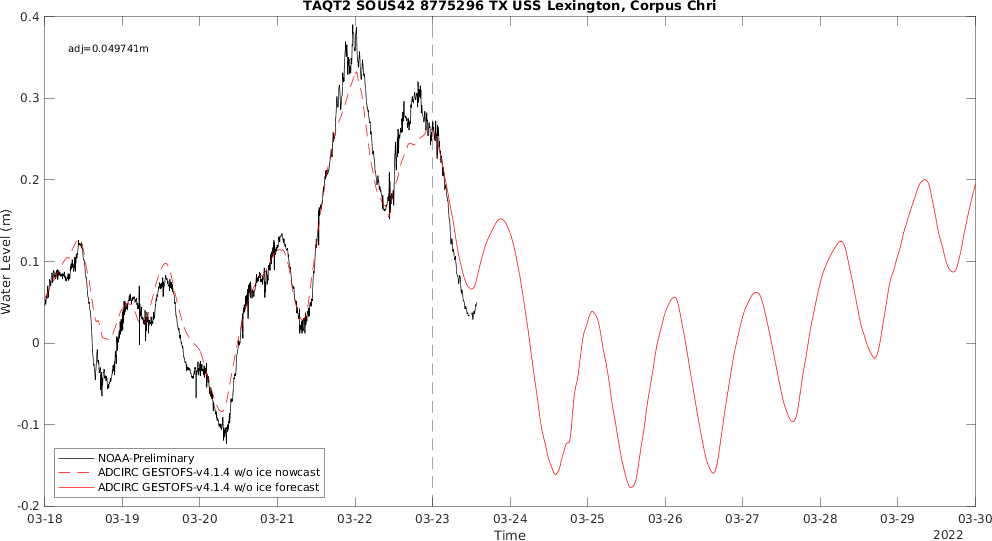 TAQT2 SOUS42 8775296 TX USS Lexington, Corpus Chri
adj=0.049741m
Water Level (m)
0.4
0.3
0.2
0.1
0
-0.1
-0.2
NOAA-Preliminary
ADCIRC GESTOFS-v4.1.4 w/o ice nowcast
ADCIRC GESTOFS-v4.1.4 w/o ice forecast
03-18 03-19 03-20 03-21 03-22 03-23 03-24 03-25 03-26 03-27 03-28 03-29 03-30
Time
2022